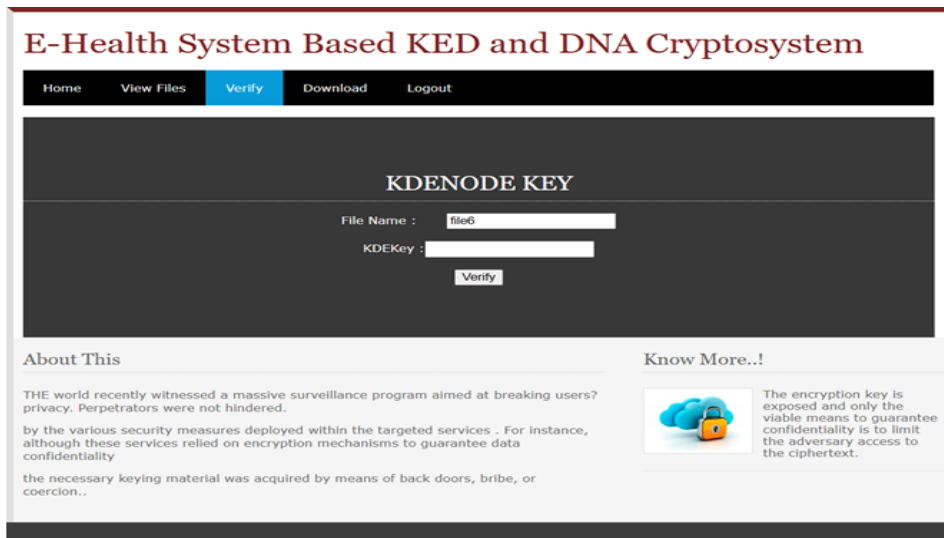 E-Health System Based KED and DNA Cryptosystem
Home View Files Verify Download Logout
KDENODE KEY
File Name : file6
KDEKey :
Verify
About This
THE world recently witnessed a massive surveillance program aimed at breaking users?
privacy. Perpetrators were not hindered.
by the various security measures deployed within the targeted services . For instance,
although these services relied on encryption mechanisms to guarantee data
confidentiality
the necessary keying material was acquired by means of back doors, bribe, or
coercion..
Know More..!
The encryption key is
exposed and only the
viable means to guarantee
confidentiality is to limit
the adversary access to
the ciphertext.